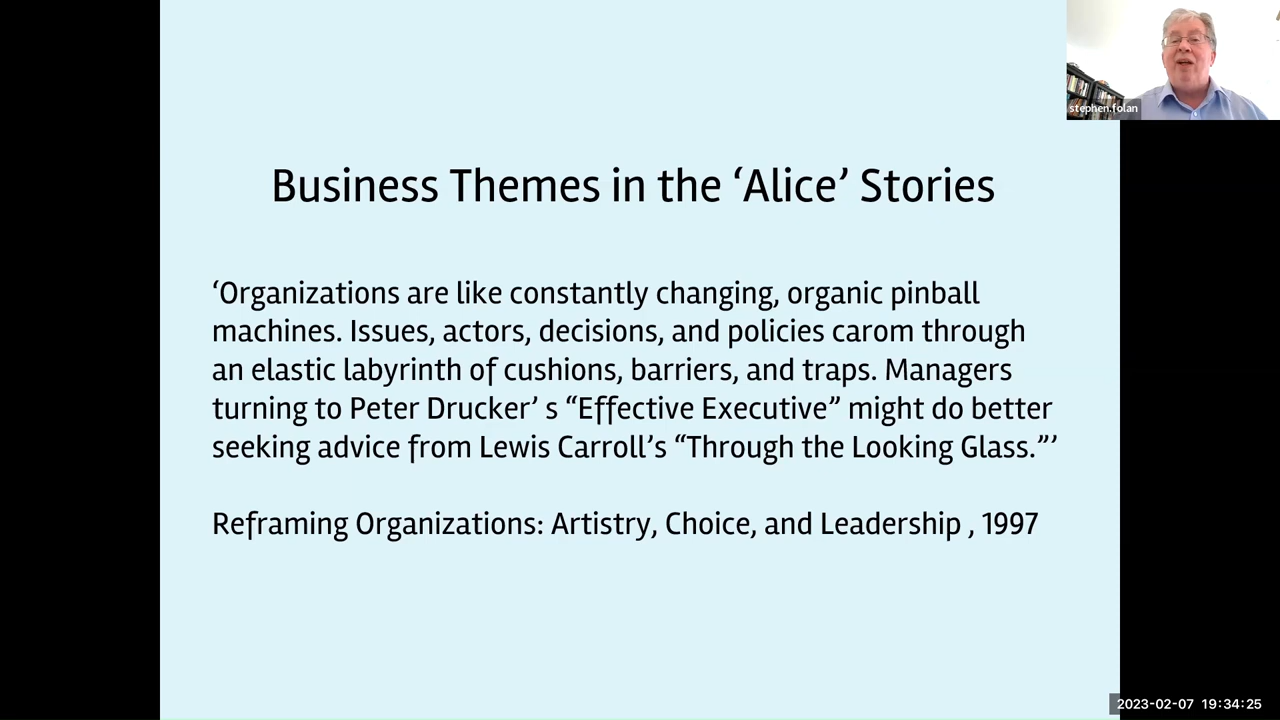 stephen.folan
Business Themes in the ‘Alice’ Stories
‘Organizations are like constantly changing, organic pinball
machines. Issues, actors, decisions, and policies carom through
an elastic labyrinth of cushions, barriers, and traps. Managers
turning to Peter Drucker’ s “Effective Executive” might do better
seeking advice from Lewis Carroll’s “Through the Looking Glass.”’
Reframing Organizations: Artistry, Choice, and Leadership , 1997
2023-02-07 19:34:25